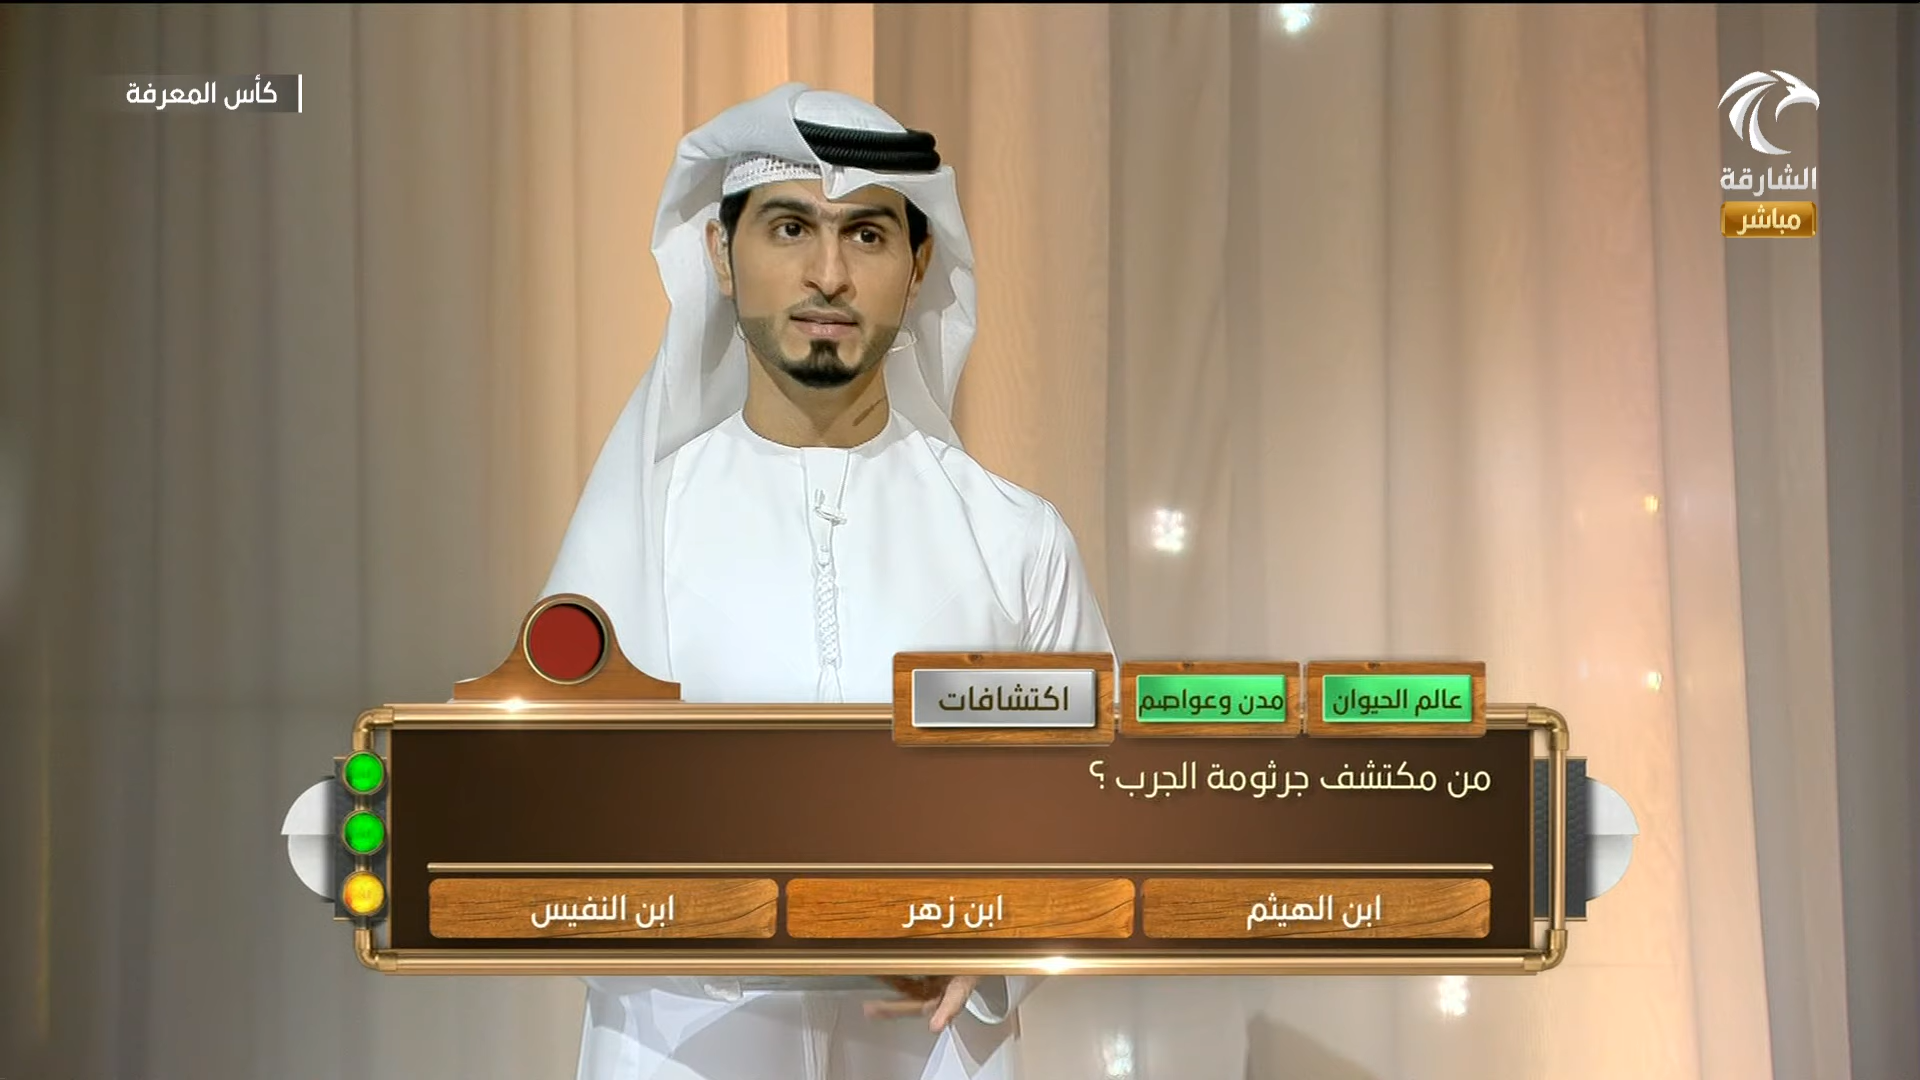 كأس المعرفة
الشارقة
مباشر
عالم الحيوان
مدن وعواصم
اكتشافات
من مكتشف جرثومة الجرب ؟
ابن الهيثم
ابن زهر
ابن النفيس